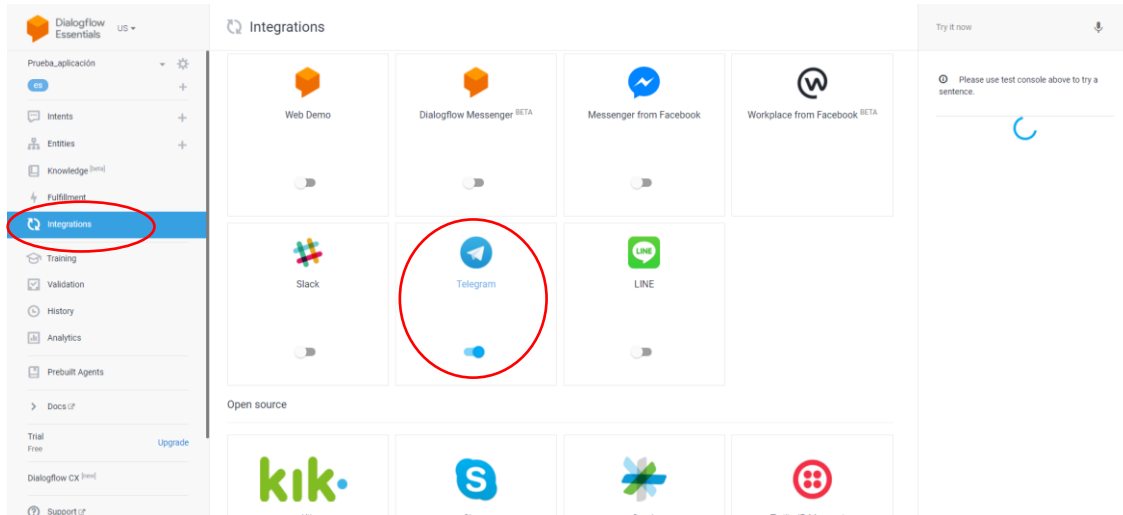 Dialogflow
Essentials
US
Integrations
Try it now
Prueba_aplicación
es
Intents
Entities
Knowledge [beta]
Fulfillment
Integrations
Training
Validation
History
Analytics
Prebuilt Agents
Docs
Trial
Free
Upgrade
Dialogflow CX [new]
Support
Web Demo
Dialogflow Messenger BETA
Messenger from Facebook
Workplace from Facebook BETA
Slack
Telegram
LINE
LINE
Open source
kik
S
Please use test console above to try a
sentence.